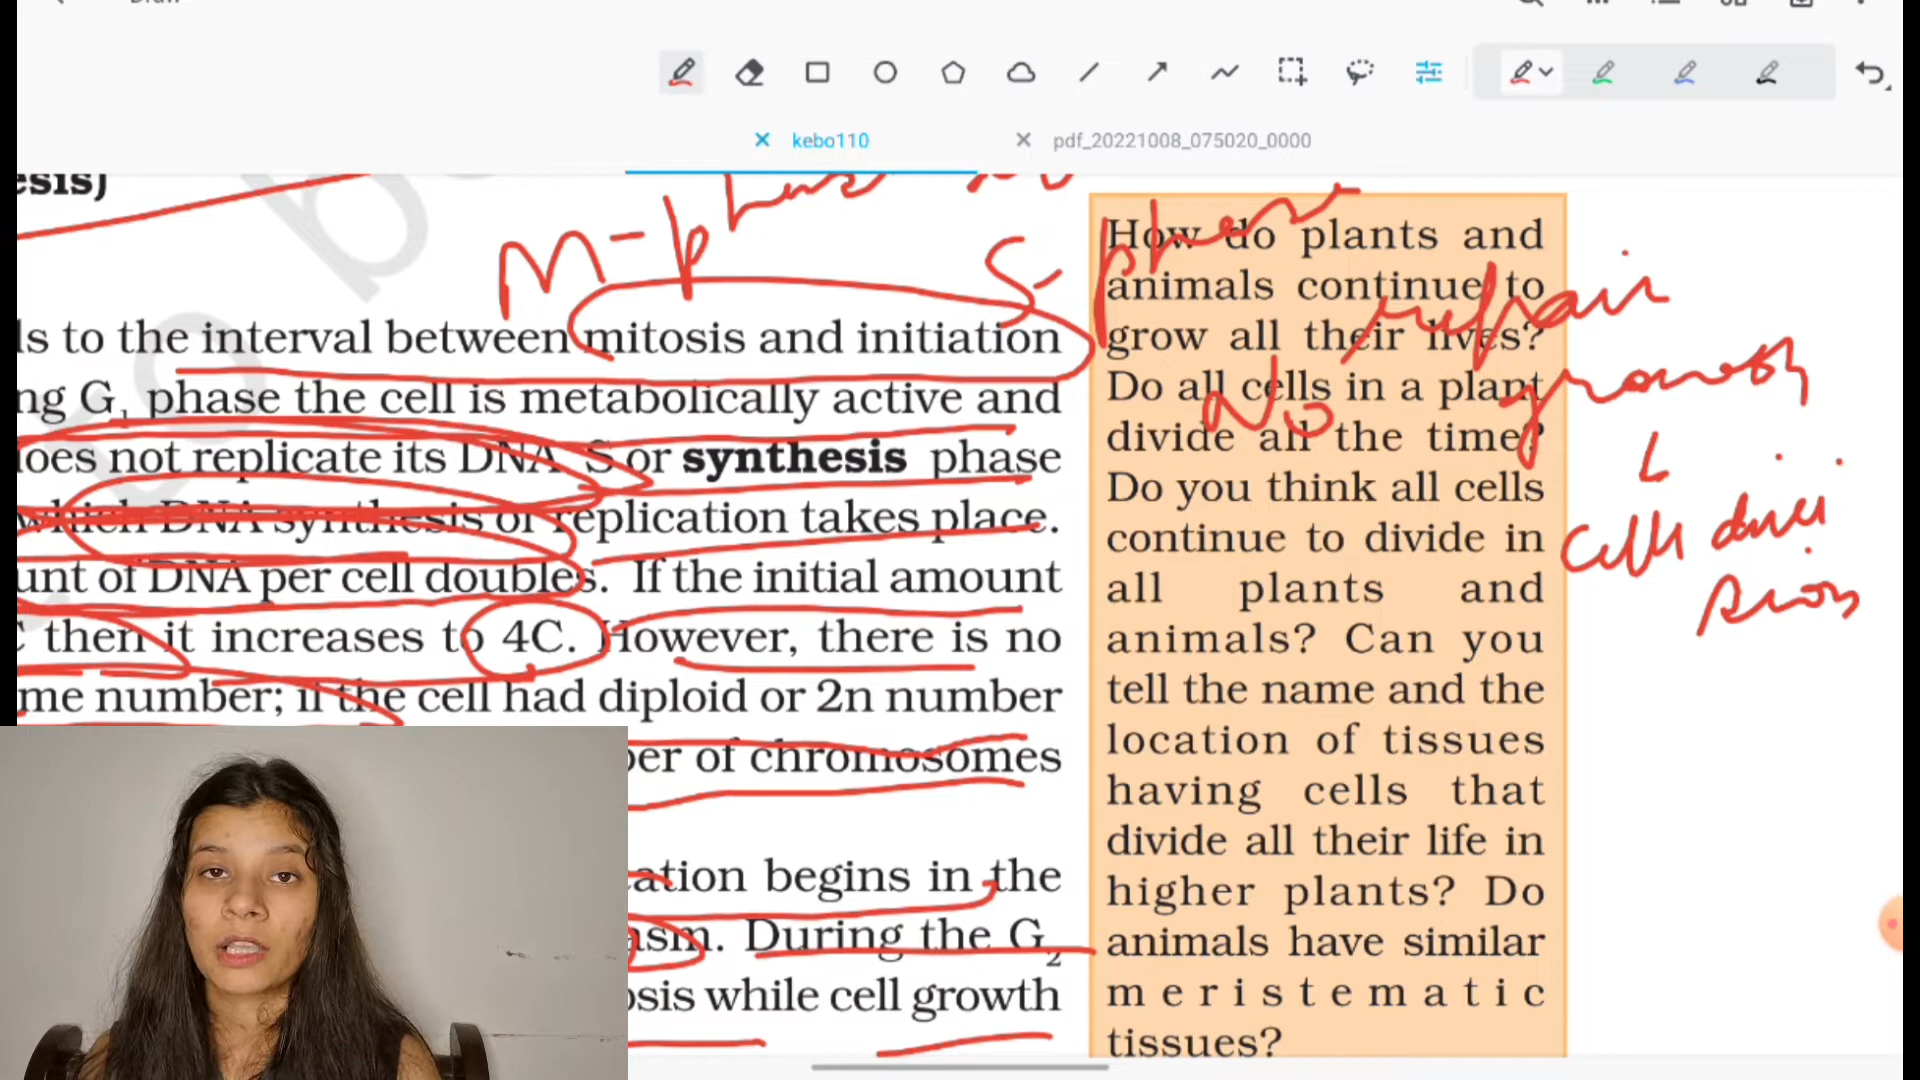 Draw
kebo110
pdf_20221008_075020_0000
esis)
M-phase
S-phase
ls to the interval between mitosis and initiation
ng G1 phase the cell is metabolically active and
oes not replicate its DNA. S or synthesis phase
which DNA synthesis or replication takes place.
unt of DNA per cell doubles. If the initial amount
C then it increases to 4C. However, there is no
me number; if the cell had diploid or 2n number
ber of chromosomes
cation begins in the
asm. During the G2
osis while cell growth
How do plants and
animals continue to
grow all their lives?
Do all cells in a plant
divide all the time?
Do you think all cells
continue to divide in
all plants and
animals? Can you
tell the name and the
location of tissues
having cells that
divide all their life in
higher plants? Do
animals have similar
meristematic
tissues?
No
repair
growth
cells divi
sion